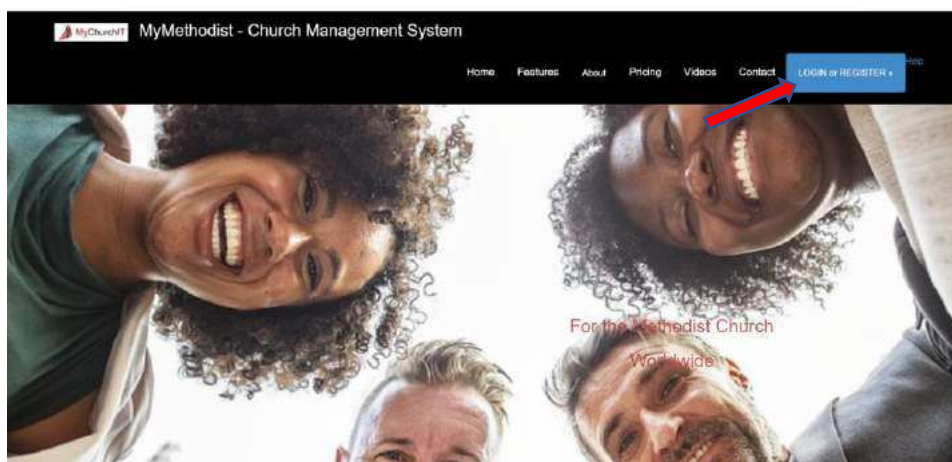 MyChurchIT MyMethodist - Church Management System
Home Features About Pricing Videos Contact LOGIN or REGISTER » Help
For the Methodist Church
Worldwide